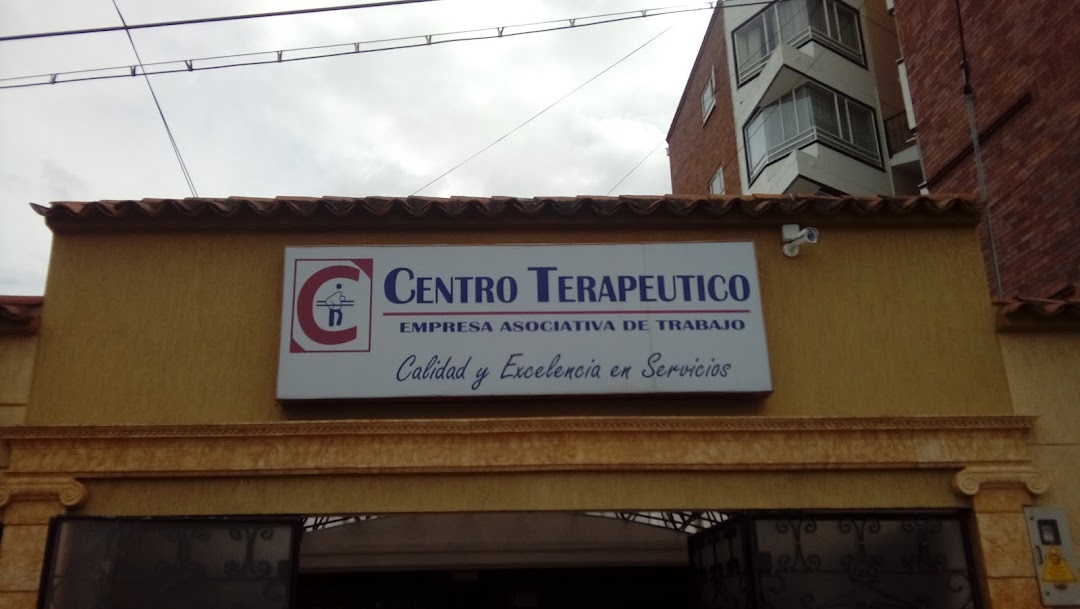 C
CENTRO TERAPEUTICO
EMPRESA ASOCIATIVA DE TRABAJO
Calidad y Excelencia en Servicios